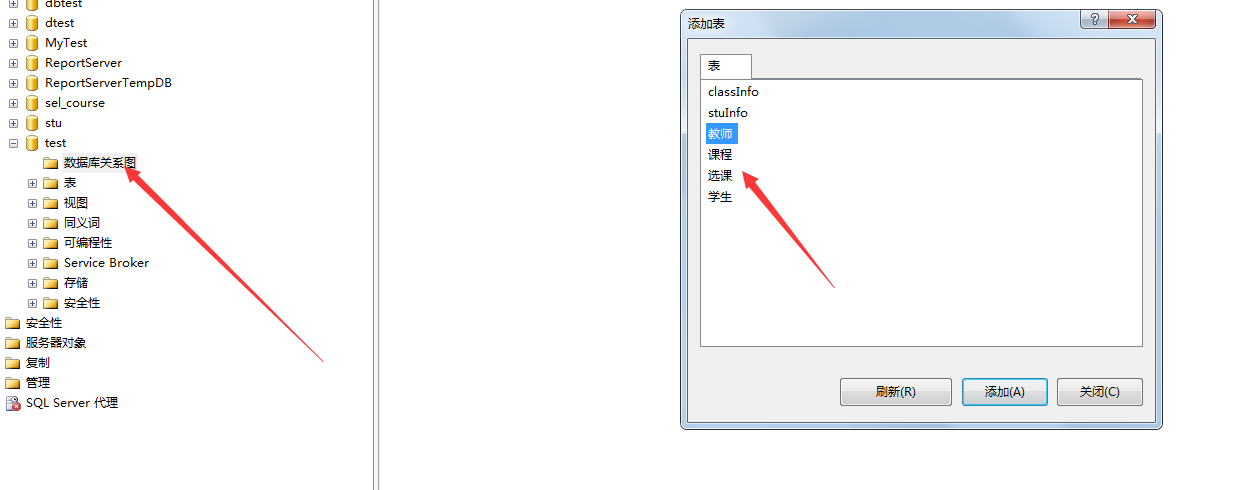 dbtest
dtest
MyTest
ReportServer
ReportServerTempDB
sel_course
stu
test
数据库关系图
表
视图
同义词
可编程性
Service Broker
存储
安全性
安全性
服务器对象
复制
管理
SQL Server 代理
添加表
?
表
classInfo
stuInfo
教师
课程
选课
学生
刷新(R)
添加(A)
关闭(C)